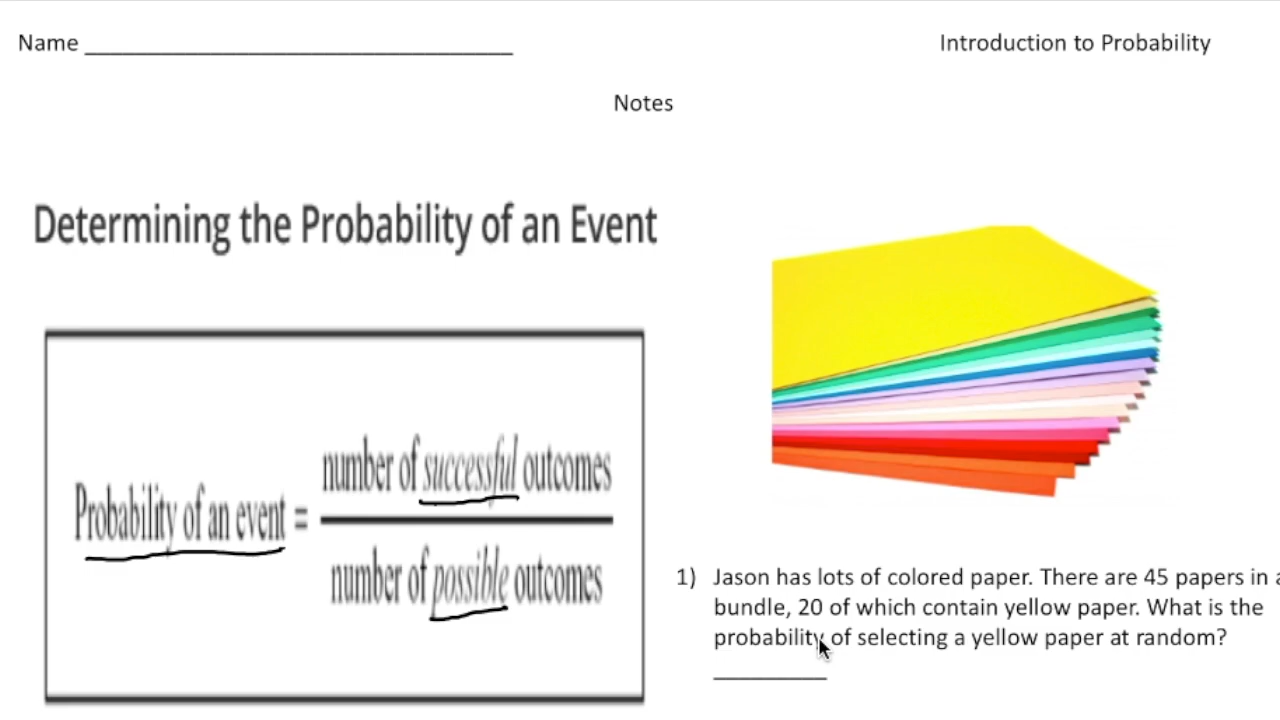 Name ___________________________________
Introduction to Probability
Notes
Determining the Probability of an Event
Probability of an event =
number of successful outcomes
number of possible outcomes
1) Jason has lots of colored paper. There are 45 papers in a
bundle, 20 of which contain yellow paper. What is the
probability of selecting a yellow paper at random?
_________